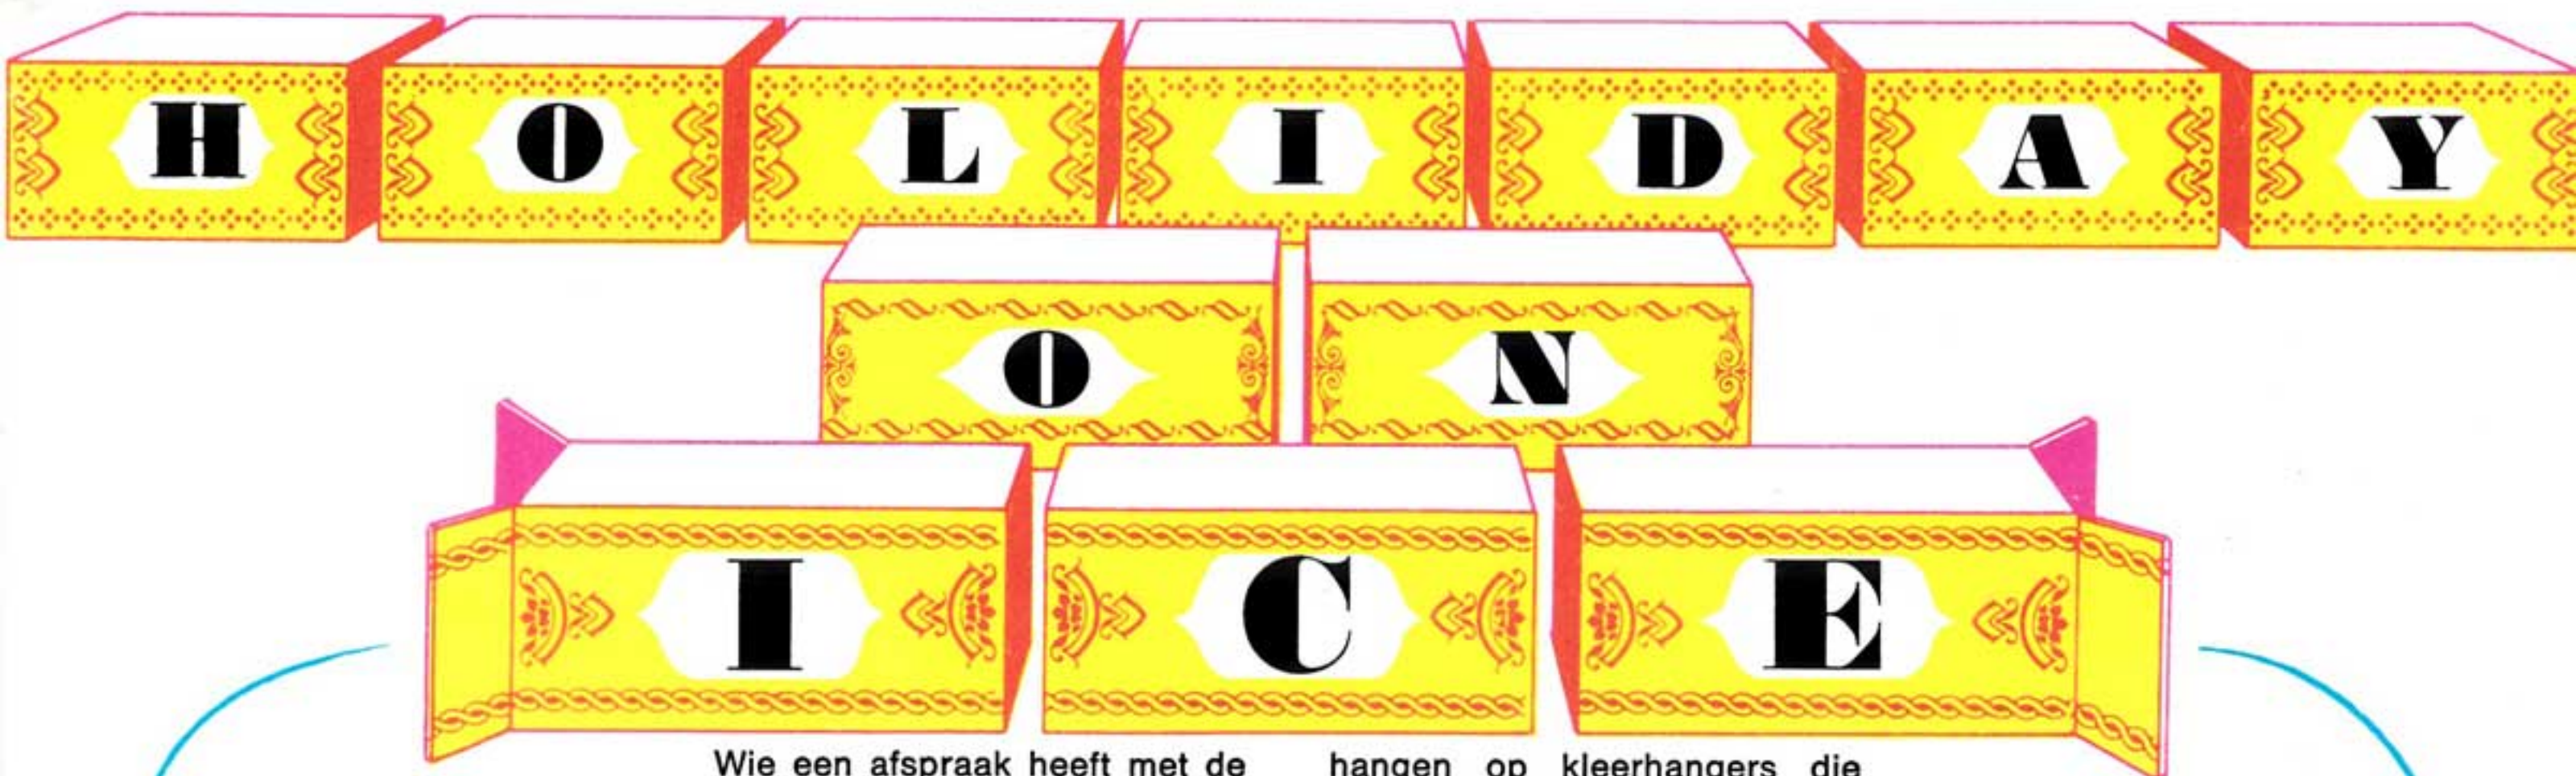 HOLIDAY
ON
ICE
Wie een afspraak heeft met de
hangen op kleerhangers die